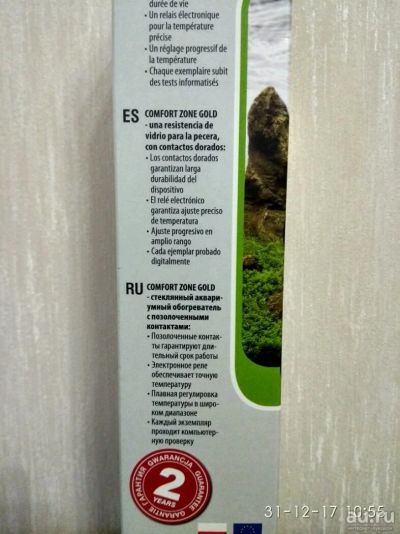 durée de vie
• Un relais électronique
pour la température
précise
• Un réglage progressif de
la température
• Chaque exemplaire subit
des tests informatisés
ES COMFORT ZONE GOLD
- una resistencia de
vidrio para la pecera,
con contactos dorados:
• Los contactos dorados
garantizan larga
durabilidad del
dispositivo
• El relé electrónico
garantiza ajuste preciso
de temperatura
• Ajuste progresivo en
amplio rango
• Cada ejemplar probado
digitalmente
RU COMFORT ZONE GOLD
- стеклянный аквари-
умный обогреватель
с позолоченными
контактами:
• Позолоченные контак-
ты гарантируют дли-
тельный срок работы
• Электронное реле
обеспечивает точную
температуру
• Плавная регулировка
температуры в широ-
ком диапазоне
• Каждый экземпляр
проходит компьютер-
ную проверку
GWARANCJA GUARANTEE GUARANTEE ГАРАНТИЯ
2
YEARS
31-12-17 10:55
au.ru